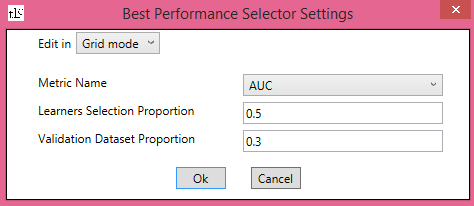 Best Performance Selector Settings
Edit in Grid mode
Metric Name AUC
Learners Selection Proportion 0.5
Validation Dataset Proportion 0.3
Ok Cancel